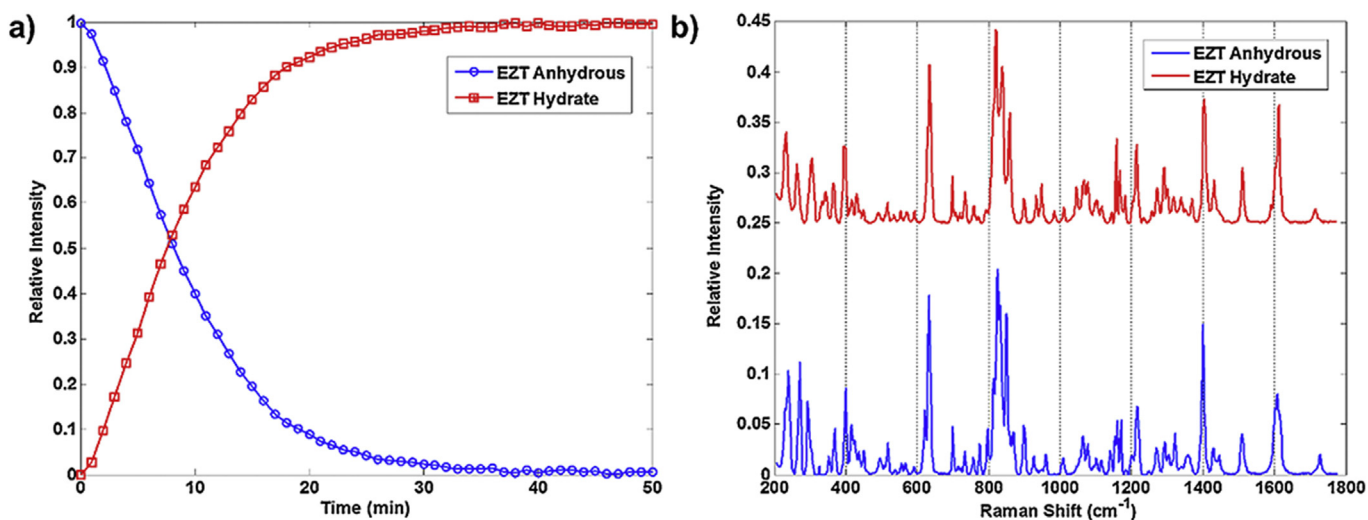 a)
Relative Intensity
1
0.9
0.8
0.7
0.6
0.5
0.4
0.3
0.2
0.1
0
0 10 20 30 40 50
Time (min)
EZT Anhydrous
EZT Hydrate
b)
Relative Intensity
0.45
0.4
0.35
0.3
0.25
0.2
0.15
0.1
0.05
0
200 400 600 800 1000 1200 1400 1600 1800
Raman Shift (cm⁻¹)
EZT Anhydrous
EZT Hydrate